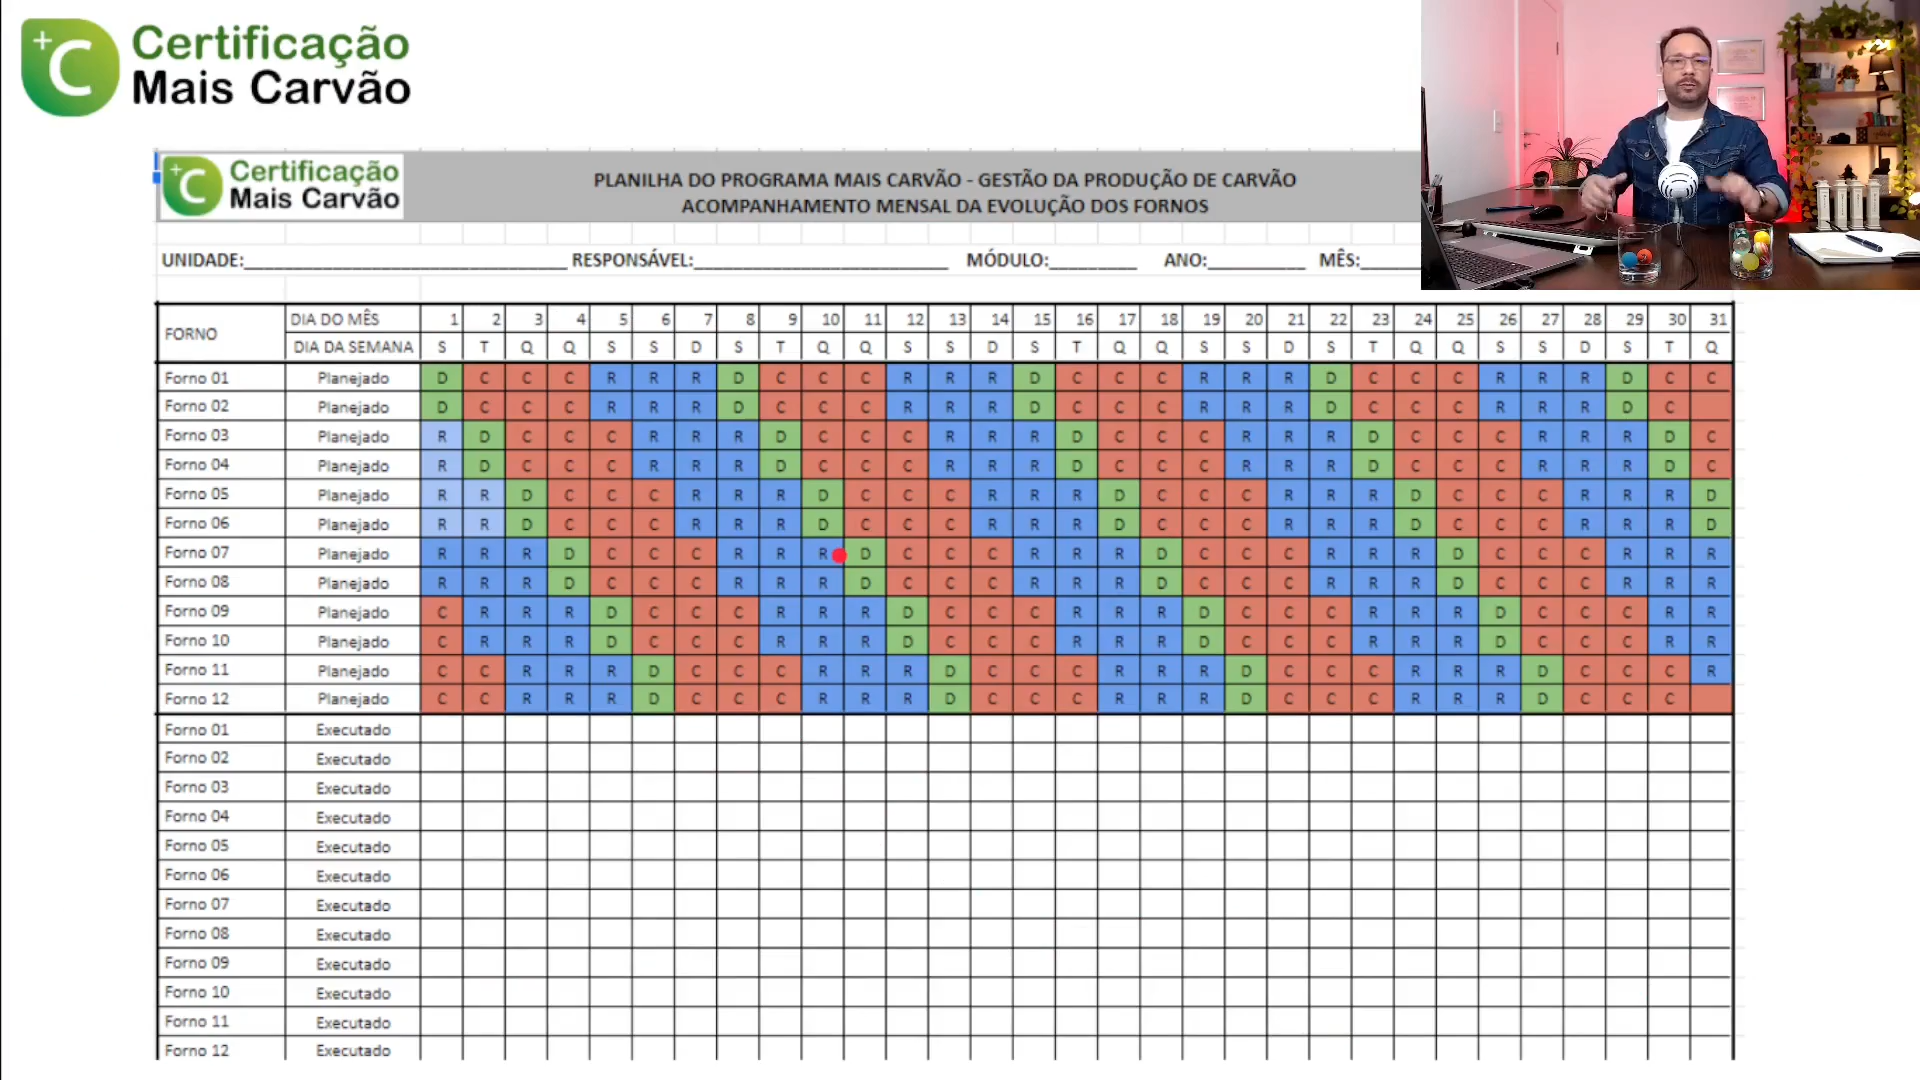 Certificação
Mais Carvão
Certificação
Mais Carvão
PLANILHA DO PROGRAMA MAIS CARVÃO - GESTÃO DA PRODUÇÃO DE CARVÃO
ACOMPANHAMENTO MENSAL DA EVOLUÇÃO DOS FORNOS
UNIDADE:________ RESPONSÁVEL:________ MÓDULO:________ ANO:________ MÊS:____
FORNO
DIA DO MÊS 1 2 3 4 5 6 7 8 9 10 11 12 13 14 15 16 17 18 19 20 21 22 23 24 25 26 27 28 29 30 31
DIA DA SEMANA S T Q Q S S D S T Q Q S S D S T Q Q S S D S T Q Q S S D S T Q
Forno 01 Planejado D C C C R R R D C C C R R R D C C C R R R D C C C R R R D C C
Forno 02 Planejado D C C C R R R D C C C R R R D C C C R R R D C C C R R R D C
Forno 03 Planejado R D C C C R R R D C C C R R R D C C C R R R D C C C R R R D C
Forno 04 Planejado R D C C C R R R D C C C R R R D C C C R R R D C C C R R R D C
Forno 05 Planejado R R D C C C R R R D C C C R R R D C C C R R R D C C C R R R D
Forno 06 Planejado R R D C C C R R R D C C C R R R D C C C R R R D C C C R R R D
Forno 07 Planejado R R R D C C C R R R D C C C R R R D C C C R R R D C C C R R R
Forno 08 Planejado R R R D C C C R R R D C C C R R R D C C C R R R D C C C R R R
Forno 09 Planejado C R R R D C C C R R R D C C C R R R D C C C R R R D C C C R R
Forno 10 Planejado C R R R D C C C R R R D C C C R R R D C C C R R R D C C C R R
Forno 11 Planejado C C R R R D C C C R R R D C C C R R R D C C C R R R D C C C R
Forno 12 Planejado C C R R R D C C C R R R D C C C R R R D C C C R R R D C C C
Forno 01 Executado
Forno 02 Executado
Forno 03 Executado
Forno 04 Executado
Forno 05 Executado
Forno 06 Executado
Forno 07 Executado
Forno 08 Executado
Forno 09 Executado
Forno 10 Executado
Forno 11 Executado
Forno 12 Executado